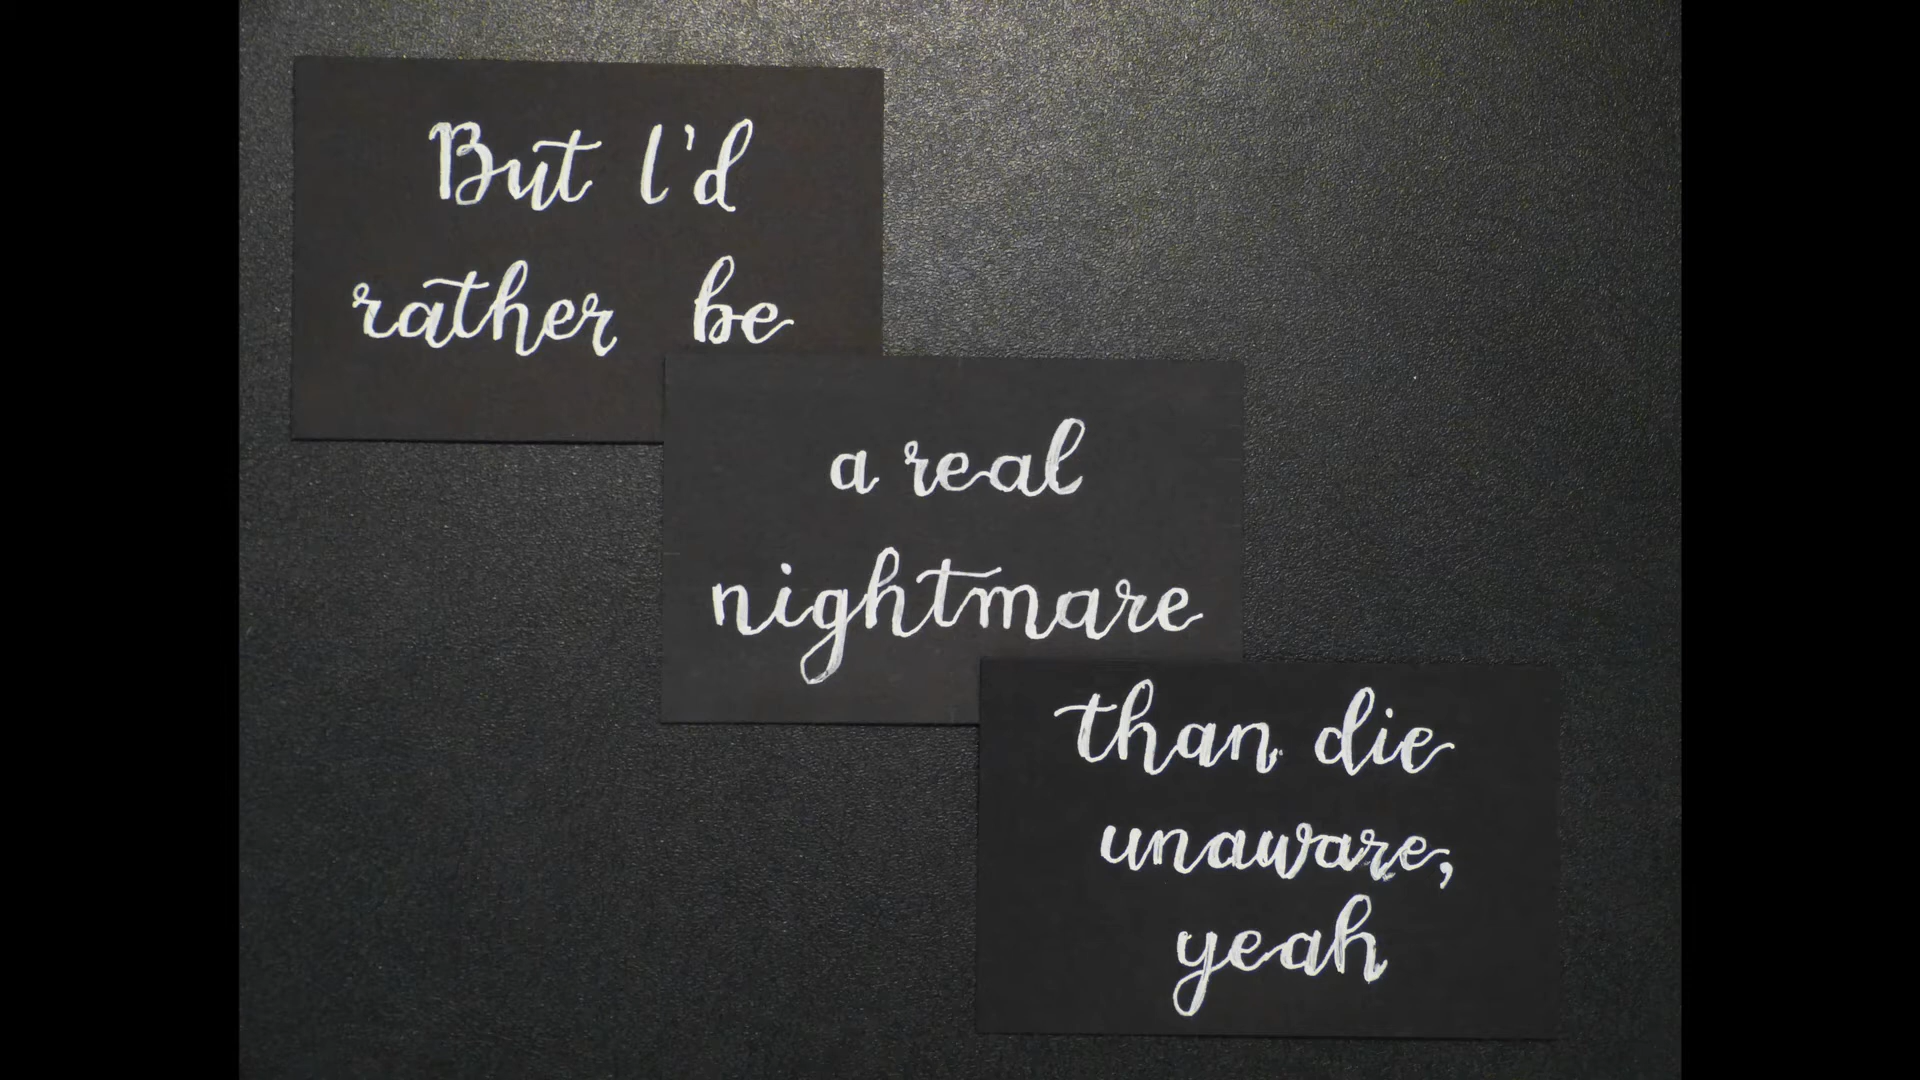 But I'd
rather be
a real
nightmare
than die
unaware,
yeah